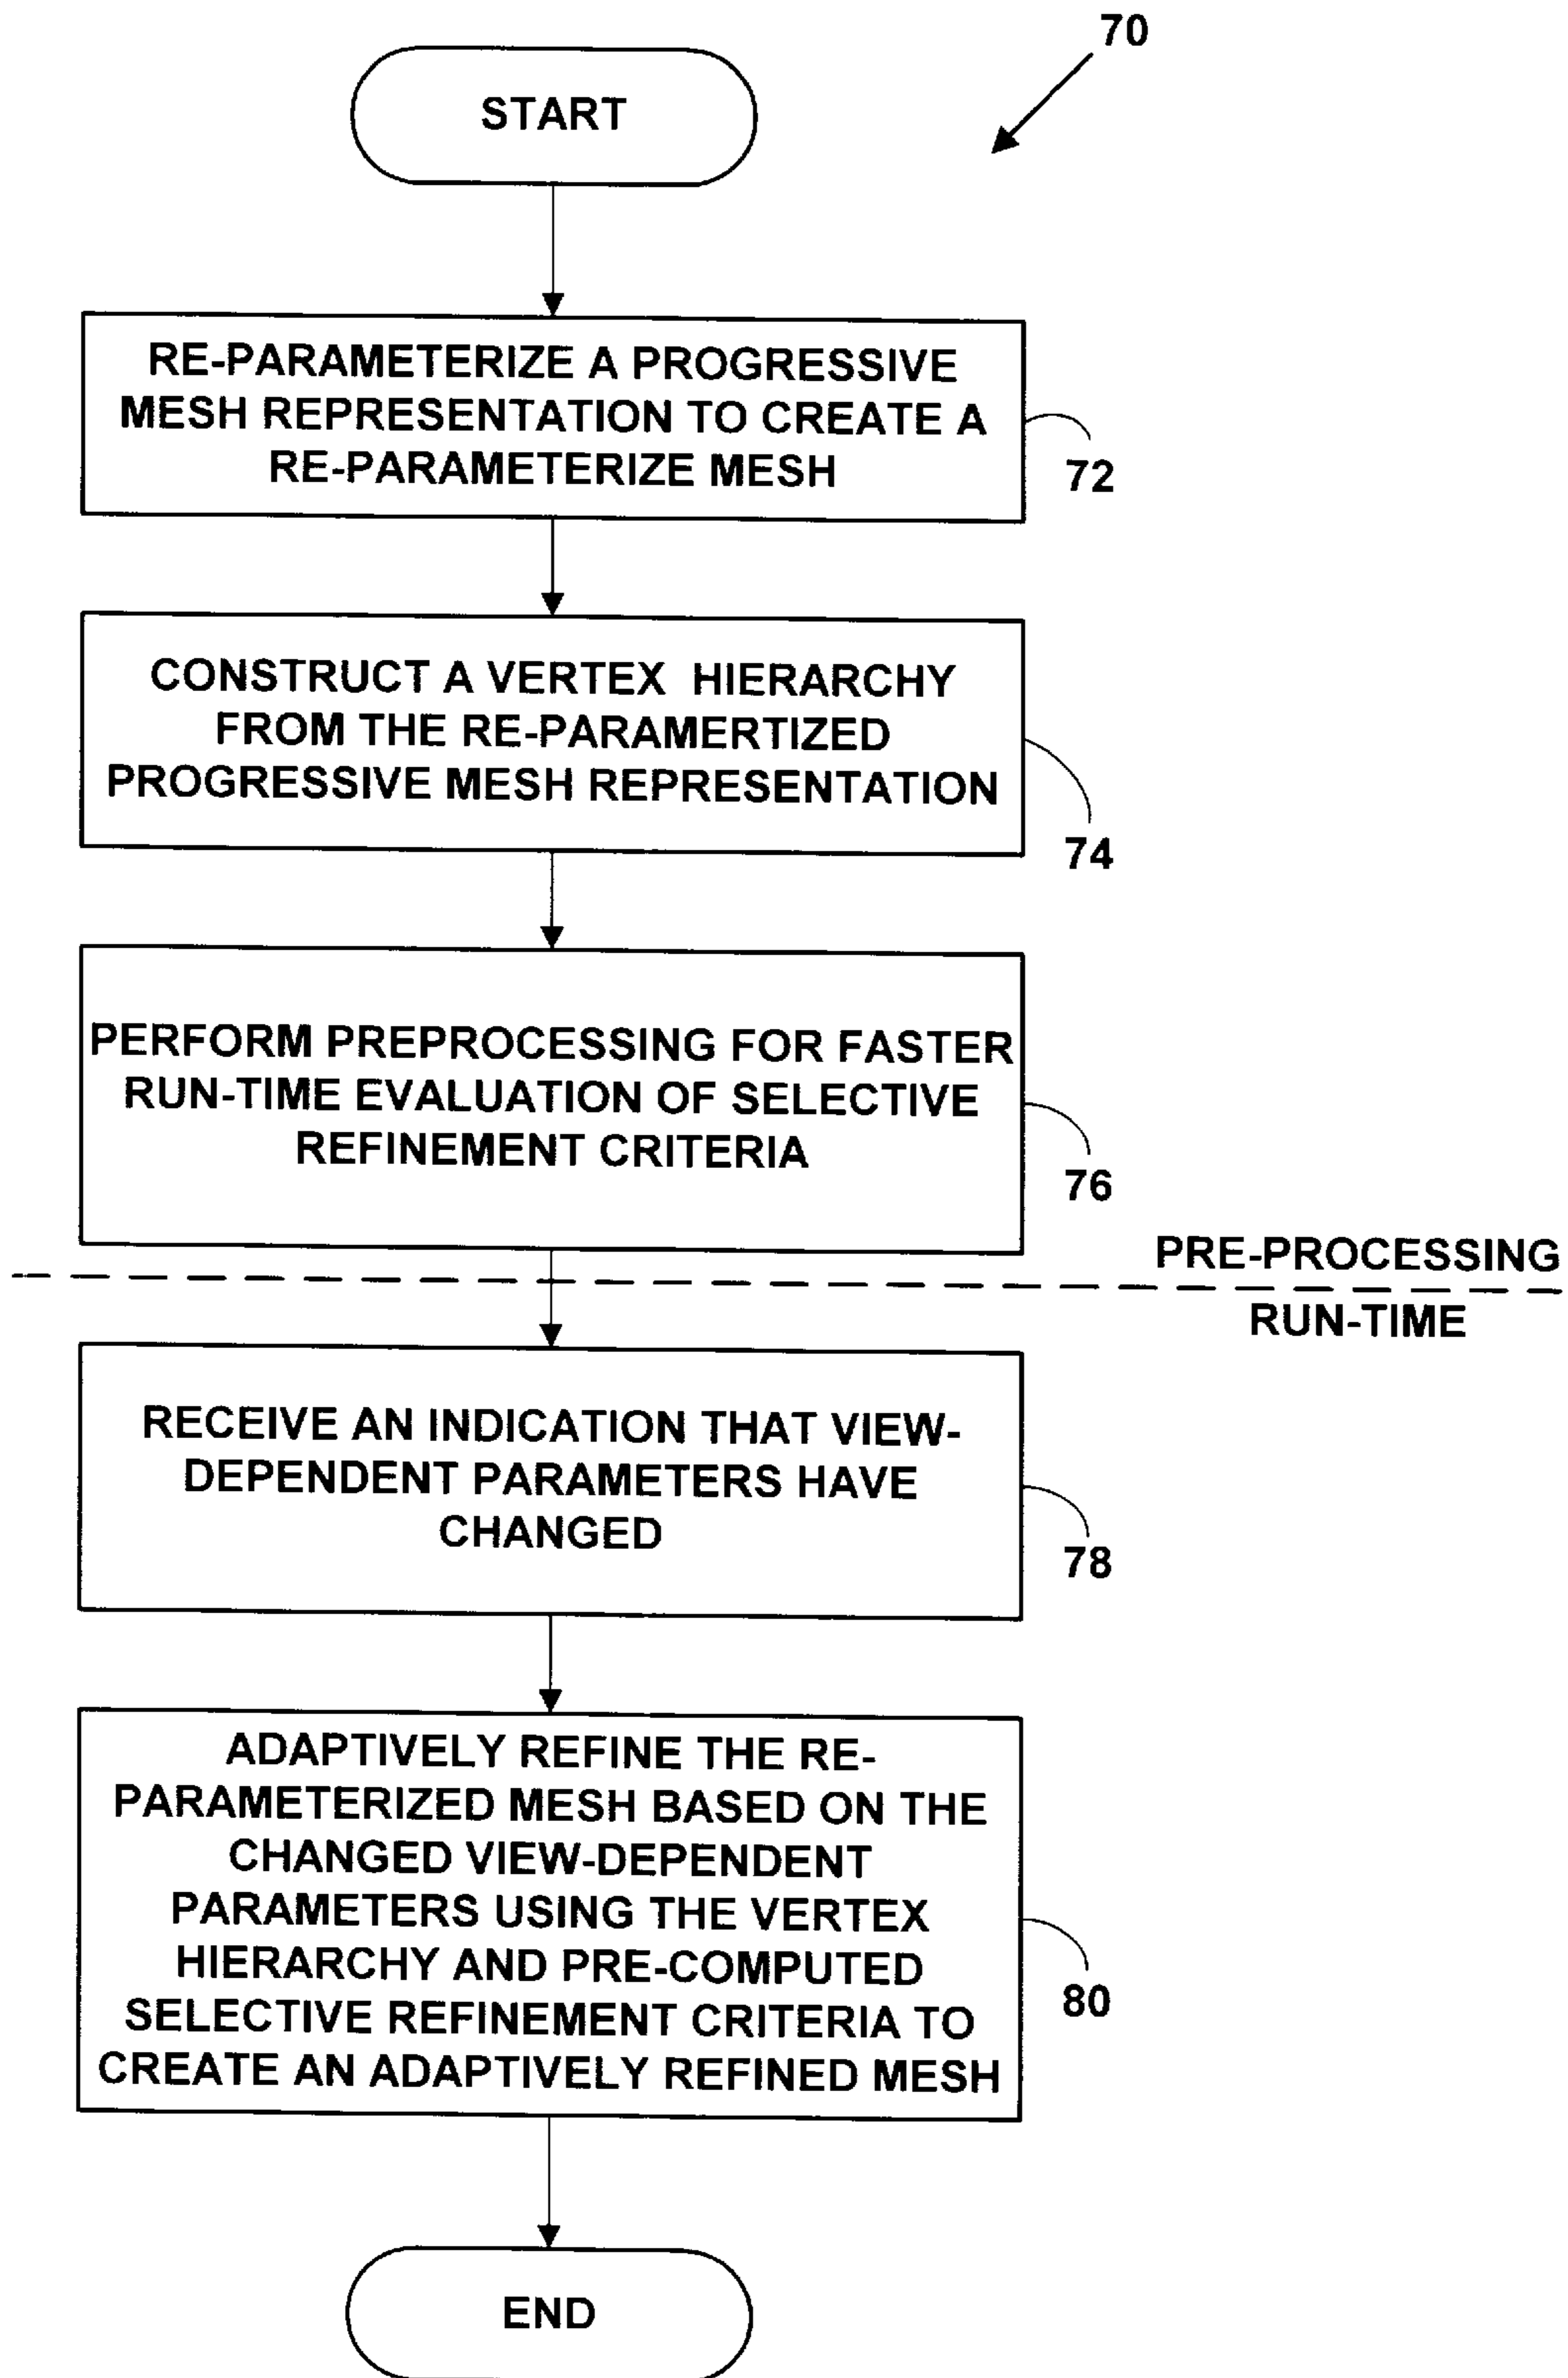 70
START
RE-PARAMETERIZE A PROGRESSIVE
MESH REPRESENTATION TO CREATE A
RE-PARAMETERIZE MESH
72
CONSTRUCT A VERTEX HIERARCHY
FROM THE RE-PARAMERTIZED
PROGRESSIVE MESH REPRESENTATION
74
PERFORM PREPROCESSING FOR FASTER
RUN-TIME EVALUATION OF SELECTIVE
REFINEMENT CRITERIA
76
PRE-PROCESSING
RUN-TIME
RECEIVE AN INDICATION THAT VIEW-
DEPENDENT PARAMETERS HAVE
CHANGED
78
ADAPTIVELY REFINE THE RE-
PARAMETERIZED MESH BASED ON THE
CHANGED VIEW-DEPENDENT
PARAMETERS USING THE VERTEX
HIERARCHY AND PRE-COMPUTED
SELECTIVE REFINEMENT CRITERIA TO
CREATE AN ADAPTIVELY REFINED MESH
80
END